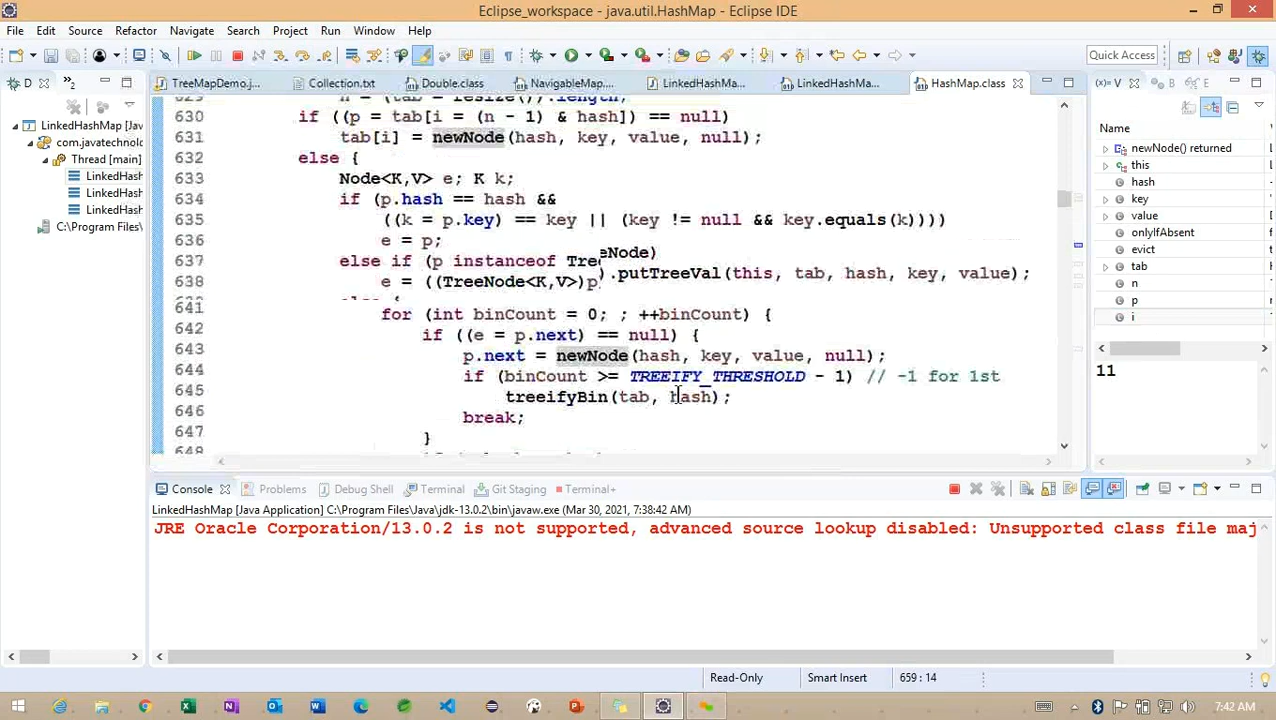 Eclipse_workspace - java.util.HashMap - Eclipse IDE
File Edit Source Refactor Navigate Search Project Run Window Help
Quick Access
D
»2
TreeMapDemo.j...
Collection.txt
Double.class
NavigableMap....
LinkedHashMa...
LinkedHashMa...
HashMap.class
(x)= V
B
E
LinkedHashMap [Jav
com.javatechnolo
Thread [main]
LinkedHash
LinkedHash
LinkedHash
C:\Program Files\
629 n = (tab = resize()).length;
630 if ((p = tab[i = (n - 1) & hash]) == null)
631 tab[i] = newNode(hash, key, value, null);
632 else {
633 Node<K,V> e; K k;
634 if (p.hash == hash &&
635 ((k = p.key) == key || (key != null && key.equals(k))))
636 e = p;
637 else if (p instanceof Tre
eNode)
638 e = ((TreeNode<K,V>)p
).putTreeVal(this, tab, hash, key, value);
else {
641 for (int binCount = 0; ; ++binCount) {
642 if ((e = p.next) == null) {
643 p.next = newNode(hash, key, value, null);
644 if (binCount >= TREEIFY_THRESHOLD - 1) // -1 for 1st
645 treeifyBin(tab, hash);
646 break;
647 }
648
Name
newNode() returned
this
hash
key
value
onlyIfAbsent
evict
tab
n
p
i
11
Console Problems Debug Shell Terminal Git Staging Terminal+
LinkedHashMap [Java Application] C:\Program Files\Java\jdk-13.0.2\bin\javaw.exe (Mar 30, 2021, 7:38:42 AM)
JRE Oracle Corporation/13.0.2 is not supported, advanced source lookup disabled: Unsupported class file maj
Read-Only Smart Insert 659 : 14
7:42 AM